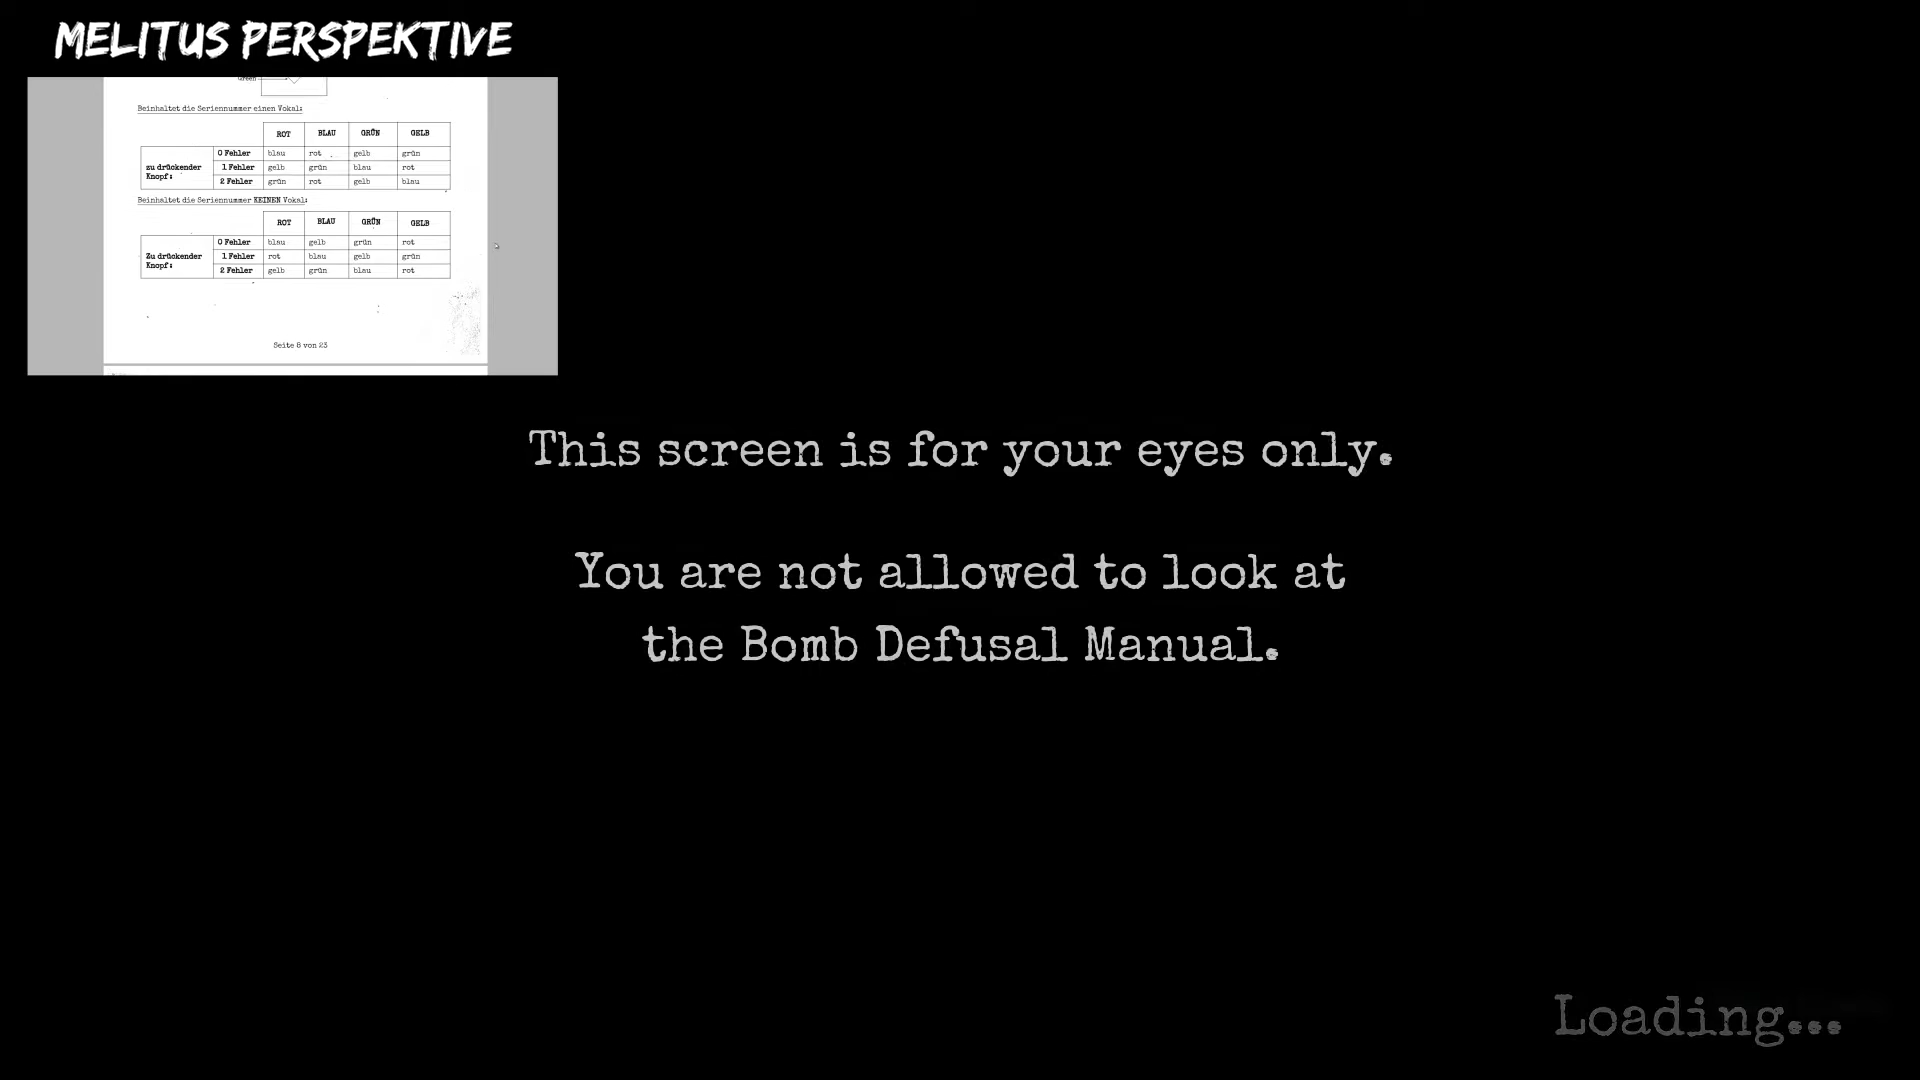 MELITUS PERSPEKTIVE
Green
Beinhaltet die Seriennummer einen Vokal:
ROT BLAU GRÜN GELB
zu drückender Knopf:
0 Fehler blau rot gelb grün
1 Fehler gelb grün blau rot
2 Fehler grün rot gelb blau
Beinhaltet die Seriennummer KEINEN Vokal:
ROT BLAU GRÜN GELB
Zu drückender Knopf:
0 Fehler blau gelb grün rot
1 Fehler rot blau gelb grün
2 Fehler gelb grün blau rot
Seite 8 von 23
This screen is for your eyes only.
You are not allowed to look at
the Bomb Defusal Manual.
Loading...